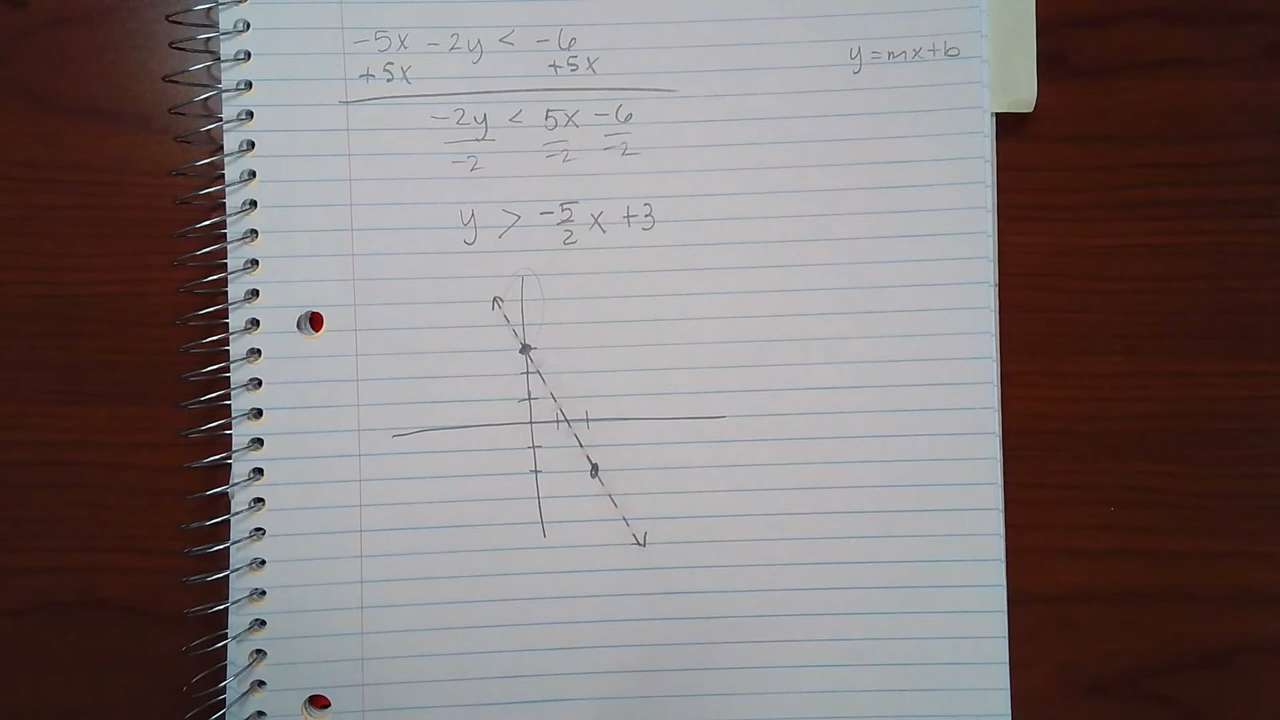 -5x - 2y < -6
y = mx+b
+5x +5x
-2y < 5x -6
-2 -2 -2
y > -5/2 x +3